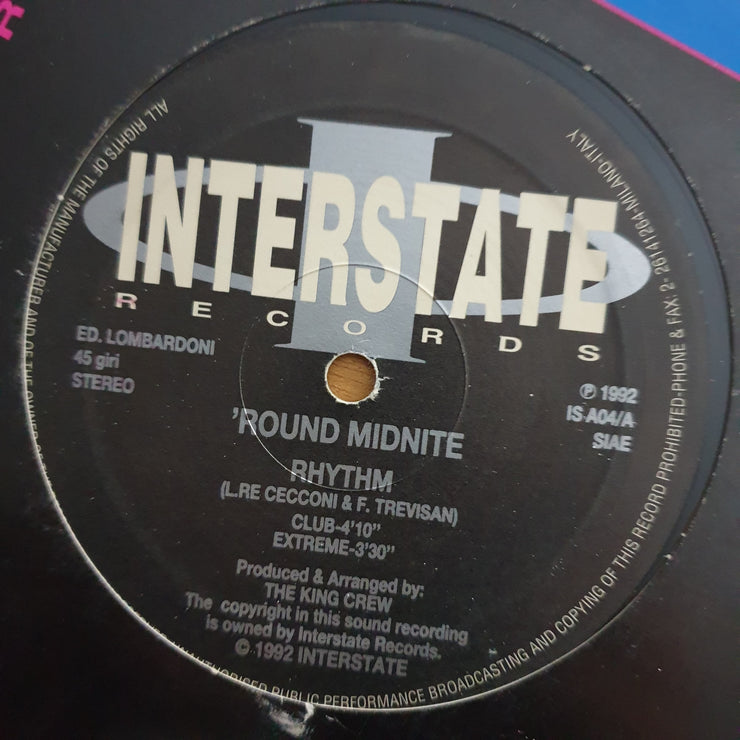 INTERSTATE
RECORDS
ED. LOMBARDONI
45 giri
STEREO
℗ 1992
IS A04/A
SIAE
'ROUND MIDNITE
RHYTHM
(L.RE CECCONI & F. TREVISAN)
CLUB-4'10"
EXTREME-3'30"
Produced & Arranged by:
THE KING CREW
The copyright in this sound recording
is owned by Interstate Records.
© 1992 INTERSTATE
ALL RIGHTS OF THE MANUFACTURER AND OF THE OWNER OF PUBLIC PERFORMANCE BROADCASTING AND COPYING OF THIS RECORD PROHIBITED-PHONE & FAX. 2- 26141264-MILANO-ITALY
R